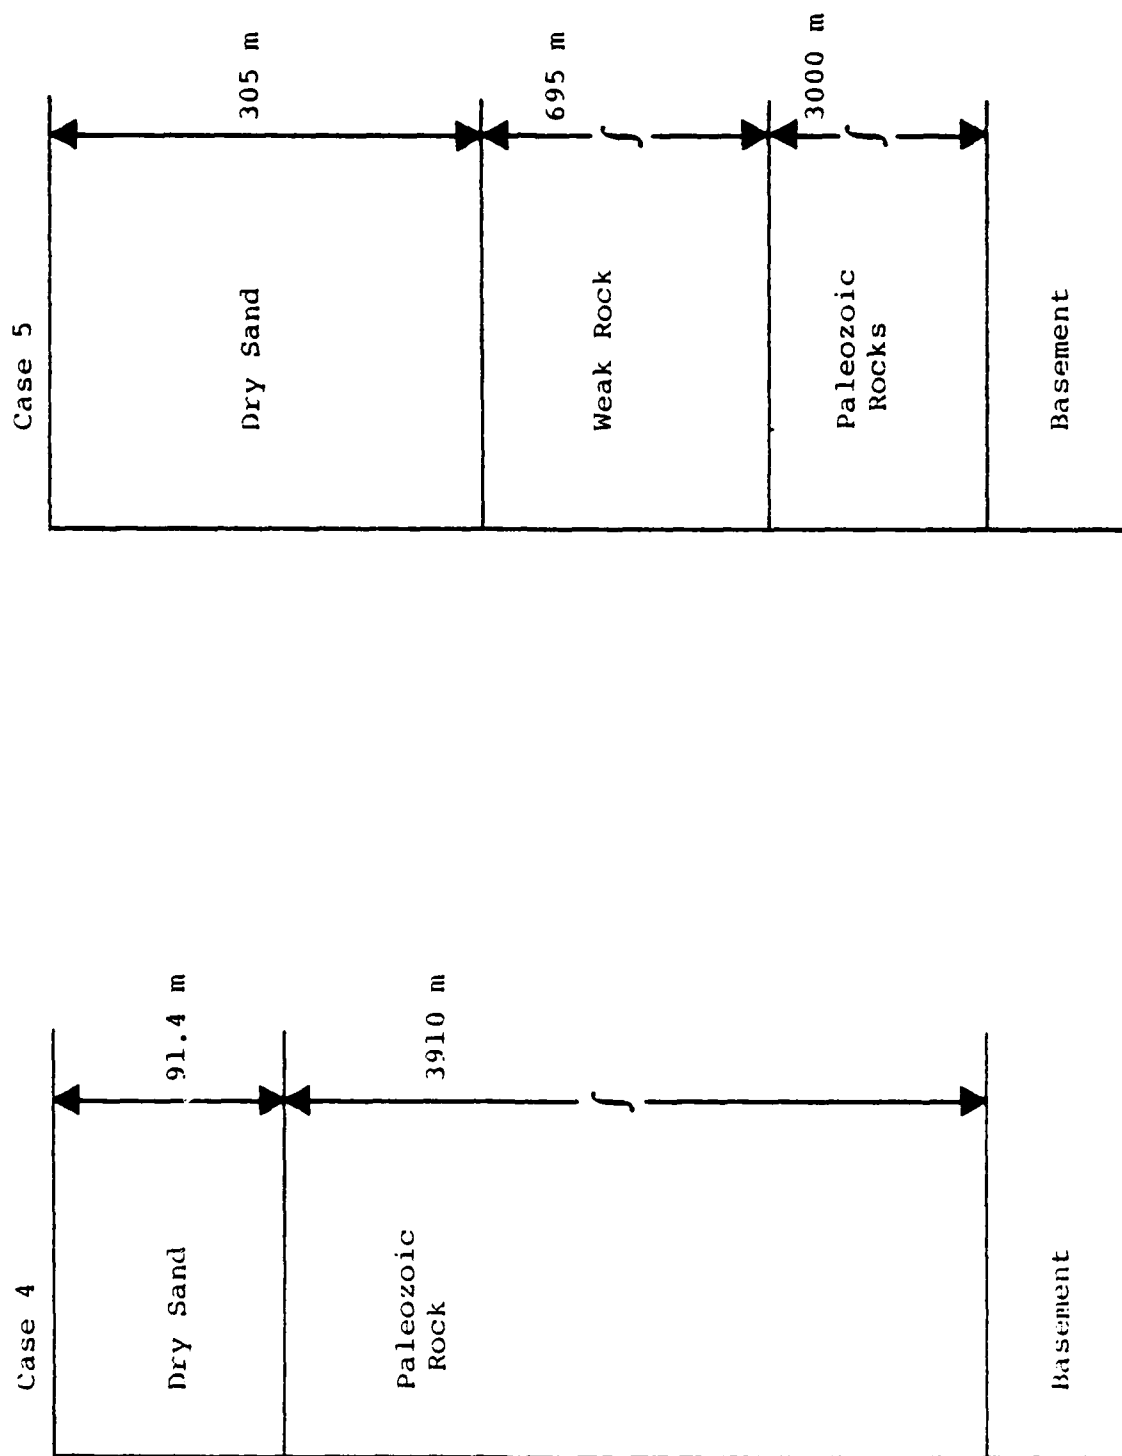 Case 4
Dry Sand
91.4 m
Paleozoic
Rock
3910 m
Basement
Case 5
Dry Sand
305 m
Weak Rock
695 m
Paleozoic
Rocks
3000 m
Basement